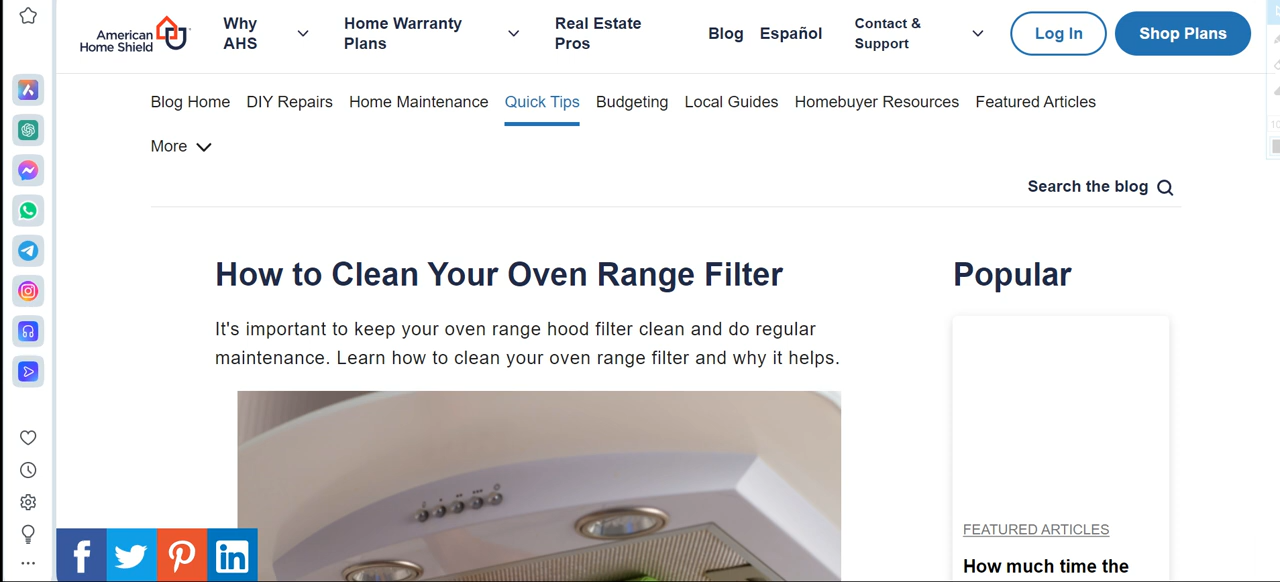 American
Home Shield
Why
AHS
Home Warranty
Plans
Real Estate
Pros
Blog
Español
Contact &
Support
Log In
Shop Plans
Blog Home
DIY Repairs
Home Maintenance
Quick Tips
Budgeting
Local Guides
Homebuyer Resources
Featured Articles
More
Search the blog
How to Clean Your Oven Range Filter
It's important to keep your oven range hood filter clean and do regular
maintenance. Learn how to clean your oven range filter and why it helps.
Popular
FEATURED ARTICLES
How much time the